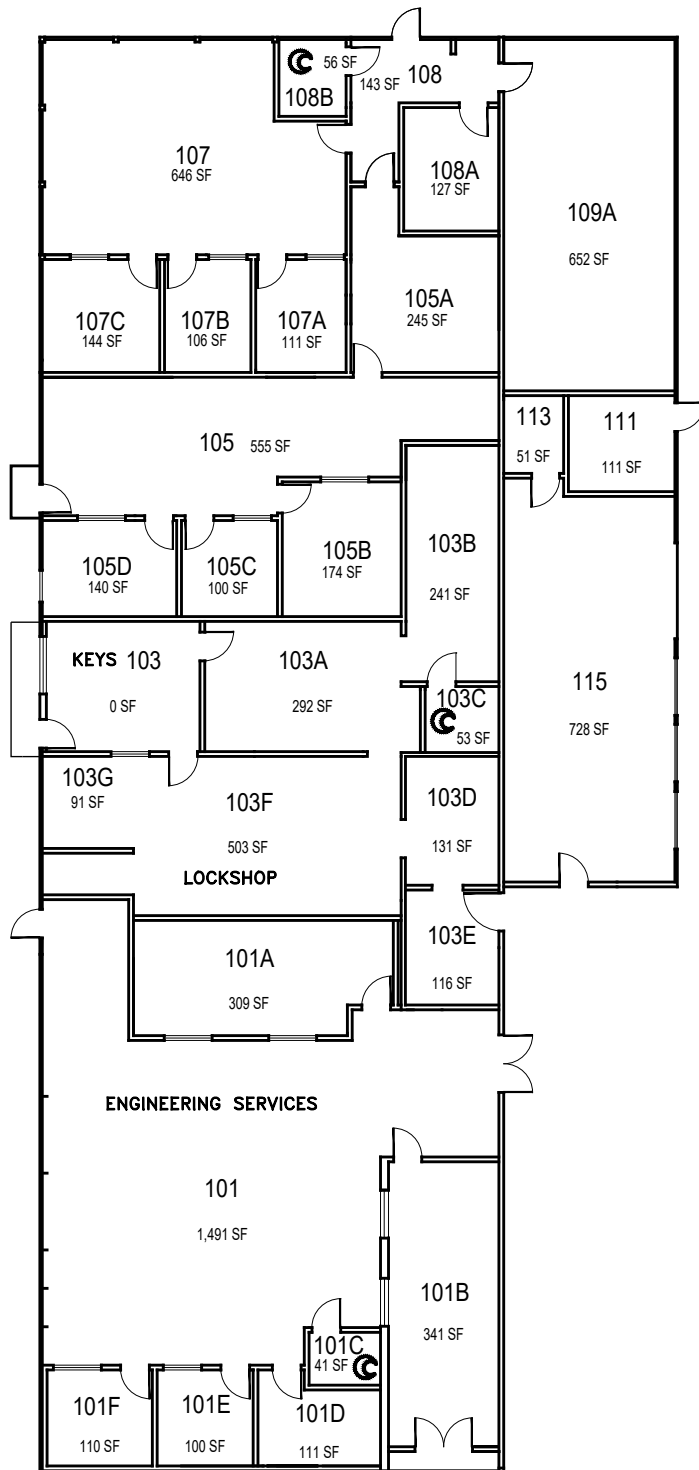 56 SF
108B
108
143 SF
107
646 SF
108A
127 SF
109A
652 SF
107C
144 SF
107B
106 SF
107A
111 SF
105A
245 SF
105
555 SF
113
51 SF
111
111 SF
105D
140 SF
105C
100 SF
105B
174 SF
103B
241 SF
KEYS 103
0 SF
103A
292 SF
103C
53 SF
115
728 SF
103G
91 SF
103F
503 SF
LOCKSHOP
103D
131 SF
103E
116 SF
101A
309 SF
ENGINEERING SERVICES
101
1,491 SF
101B
341 SF
101C
41 SF
101F
110 SF
101E
100 SF
101D
111 SF